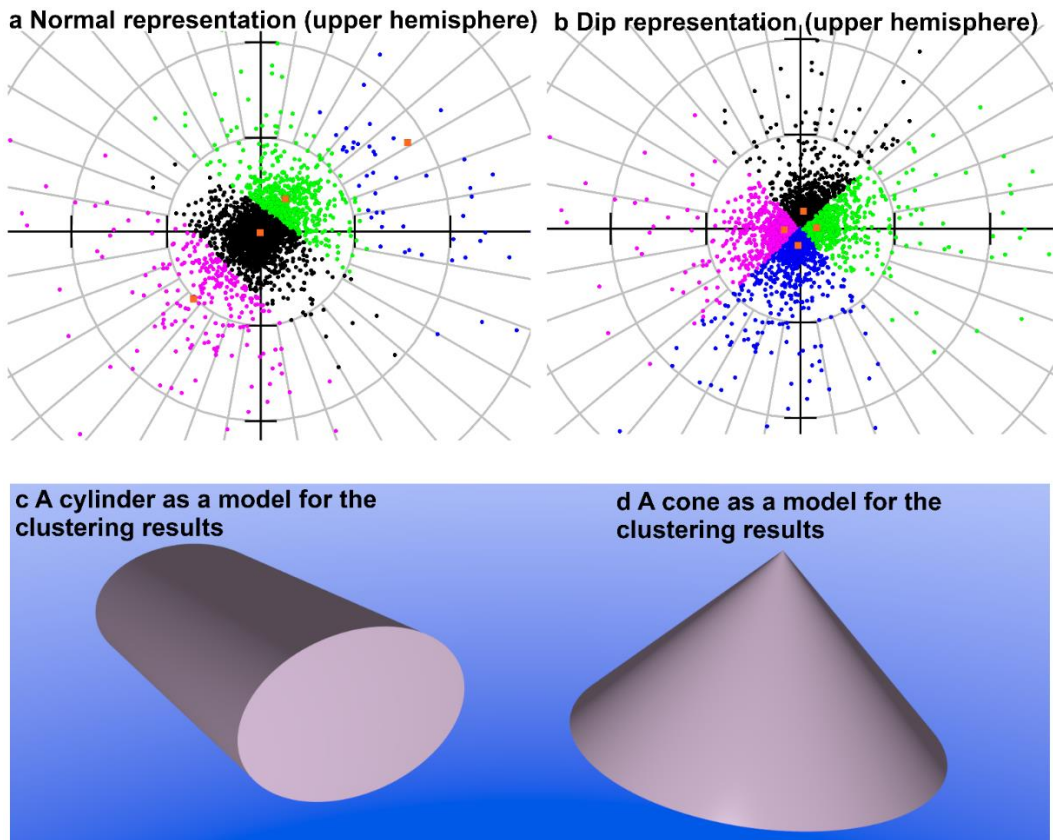 a Normal representation (upper hemisphere)
b Dip representation (upper hemisphere)
c A cylinder as a model for the
clustering results
d A cone as a model for the
clustering results